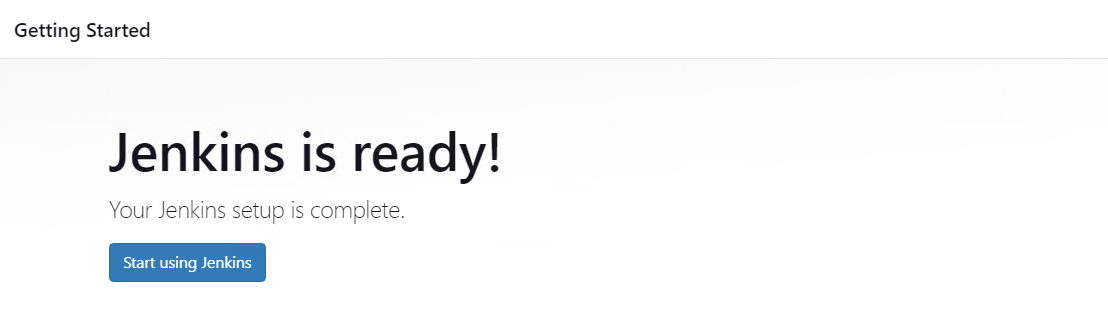 Getting Started
Jenkins is ready!
Your Jenkins setup is complete.
Start using Jenkins